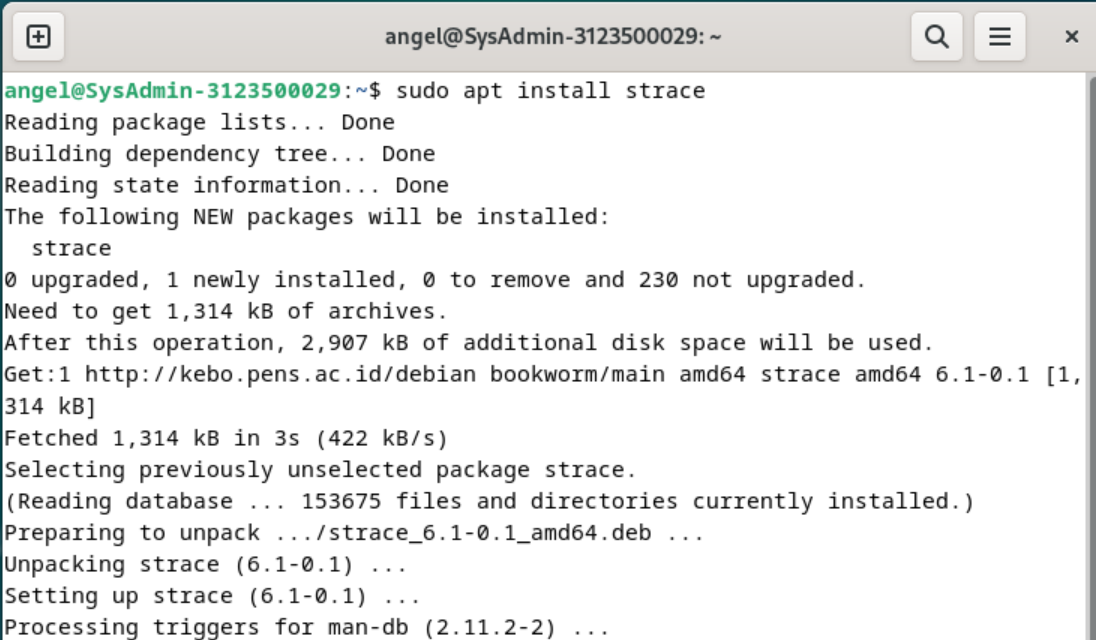 angel@SysAdmin-3123500029: ~
angel@SysAdmin-3123500029:~$ sudo apt install strace
Reading package lists... Done
Building dependency tree... Done
Reading state information... Done
The following NEW packages will be installed:
  strace
0 upgraded, 1 newly installed, 0 to remove and 230 not upgraded.
Need to get 1,314 kB of archives.
After this operation, 2,907 kB of additional disk space will be used.
Get:1 http://kebo.pens.ac.id/debian bookworm/main amd64 strace amd64 6.1-0.1 [1,
314 kB]
Fetched 1,314 kB in 3s (422 kB/s)
Selecting previously unselected package strace.
(Reading database ... 153675 files and directories currently installed.)
Preparing to unpack .../strace_6.1-0.1_amd64.deb ...
Unpacking strace (6.1-0.1) ...
Setting up strace (6.1-0.1) ...
Processing triggers for man-db (2.11.2-2) ...